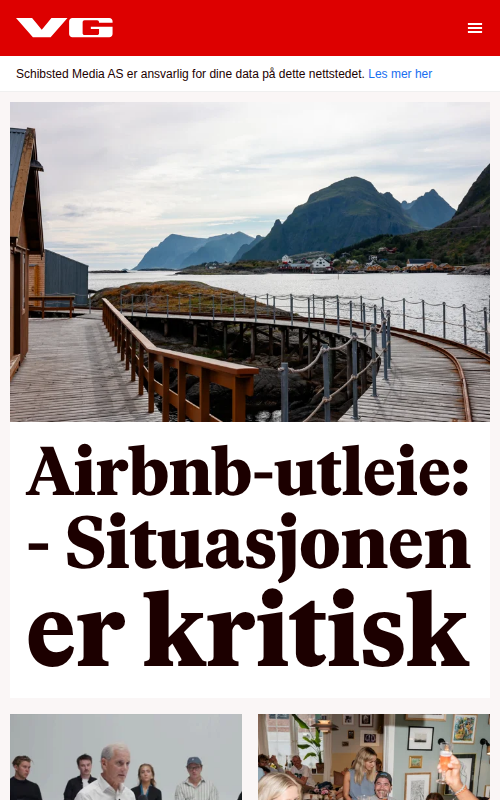 VG
Schibsted Media AS er ansvarlig for dine data på dette nettstedet. Les mer her
Airbnb-utleie:
- Situasjonen
er kritisk